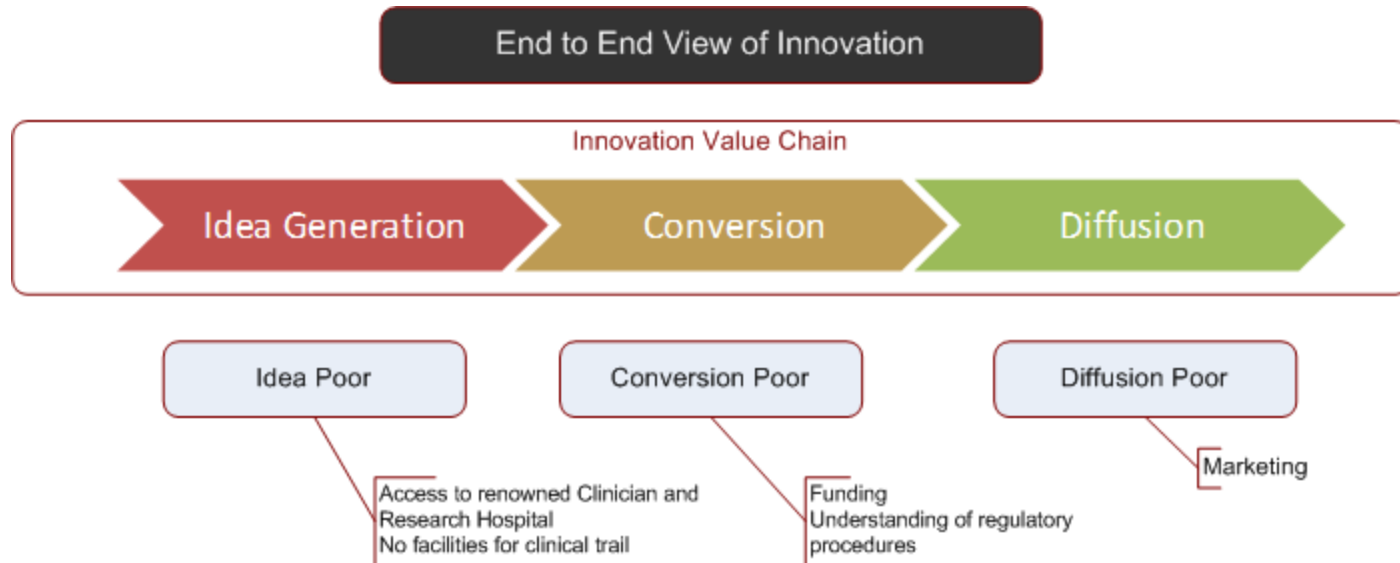 End to End View of Innovation
Innovation Value Chain
Idea Generation
Conversion
Diffusion
Idea Poor
Conversion Poor
Diffusion Poor
Access to renowned Clinician and
Research Hospital
No facilities for clinical trail
Funding
Understanding of regulatory
procedures
Marketing